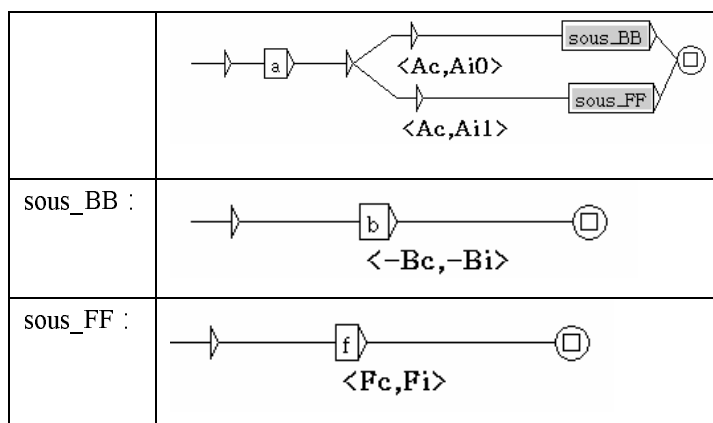 sous_BB
a
<Ac,Ai0>
sous_FF
<Ac,Ai1>
sous_BB :
b
<-Bc,-Bi>
sous_FF :
f
<Fc,Fi>